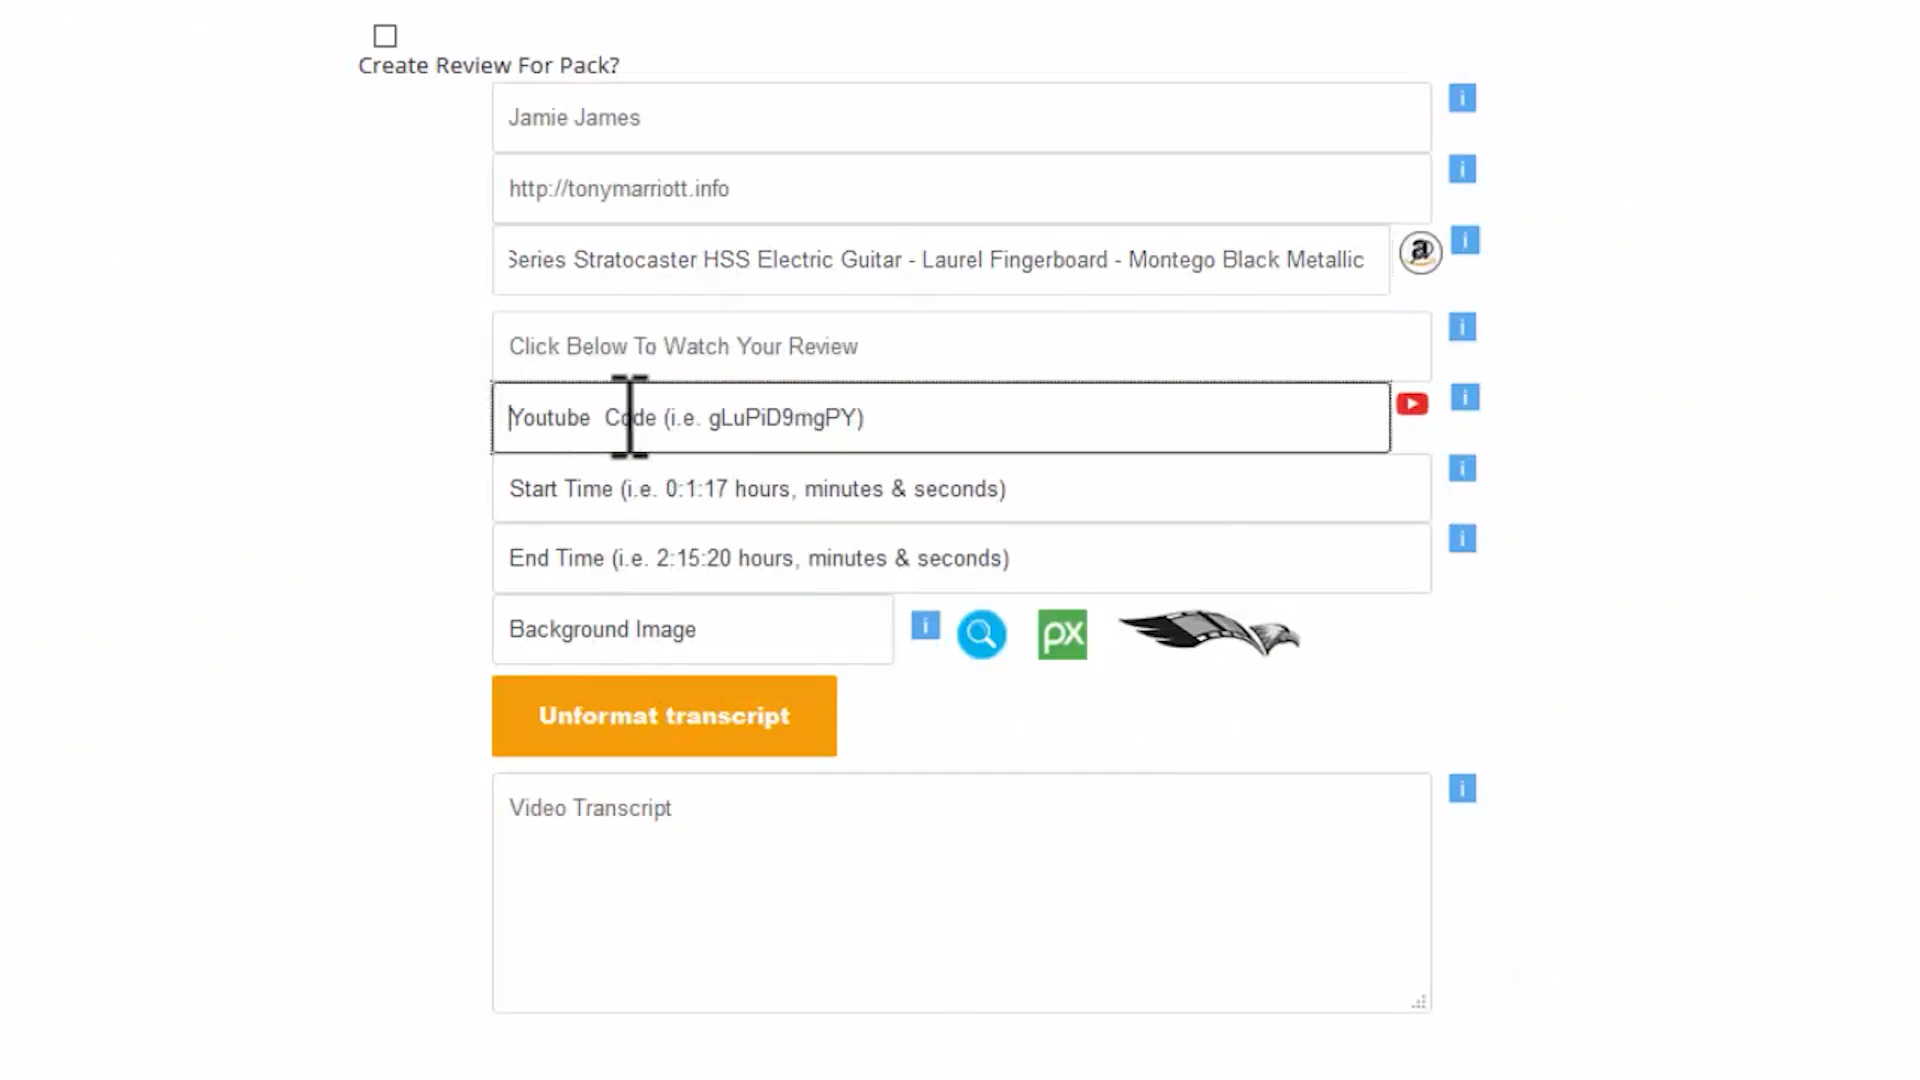 Create Review For Pack?
Jamie James
http://tonymarriott.info
Series Stratocaster HSS Electric Guitar - Laurel Fingerboard - Montego Black Metallic
a
Click Below To Watch Your Review
Youtube  Code (i.e. gLuPiD9mgPY)
Start Time (i.e. 0:1:17 hours, minutes & seconds)
End Time (i.e. 2:15:20 hours, minutes & seconds)
Background Image
px
Unformat transcript
Video Transcript